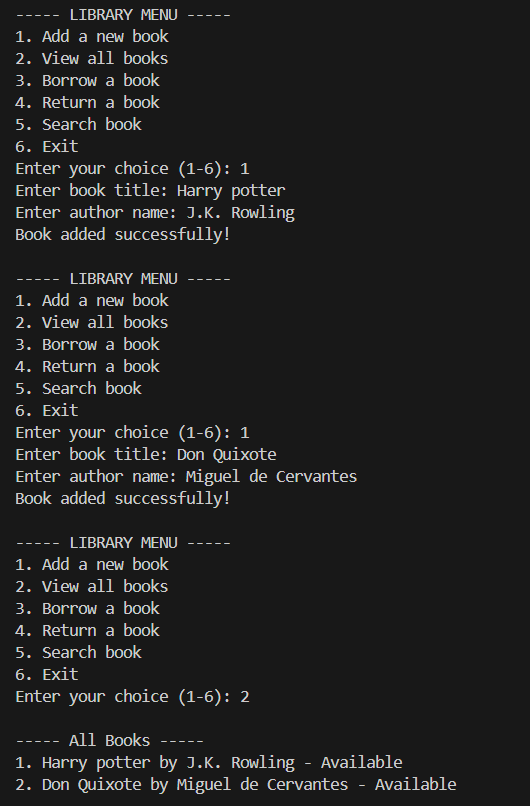 ----- LIBRARY MENU -----
1. Add a new book
2. View all books
3. Borrow a book
4. Return a book
5. Search book
6. Exit
Enter your choice (1-6): 1
Enter book title: Harry potter
Enter author name: J.K. Rowling
Book added successfully!

----- LIBRARY MENU -----
1. Add a new book
2. View all books
3. Borrow a book
4. Return a book
5. Search book
6. Exit
Enter your choice (1-6): 1
Enter book title: Don Quixote
Enter author name: Miguel de Cervantes
Book added successfully!

----- LIBRARY MENU -----
1. Add a new book
2. View all books
3. Borrow a book
4. Return a book
5. Search book
6. Exit
Enter your choice (1-6): 2

----- All Books -----
1. Harry potter by J.K. Rowling - Available
2. Don Quixote by Miguel de Cervantes - Available